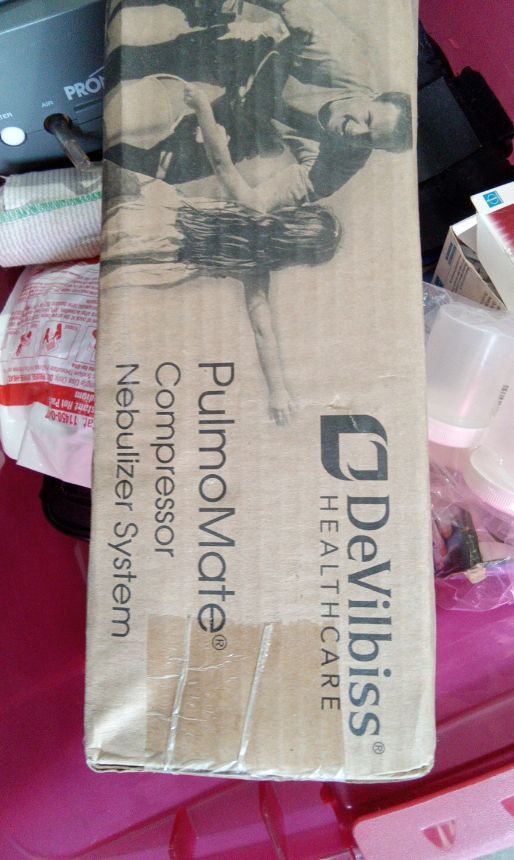 DeVilbiss®
HEALTHCARE
PulmoMate®
Compressor
Nebulizer System
AIR
PRO